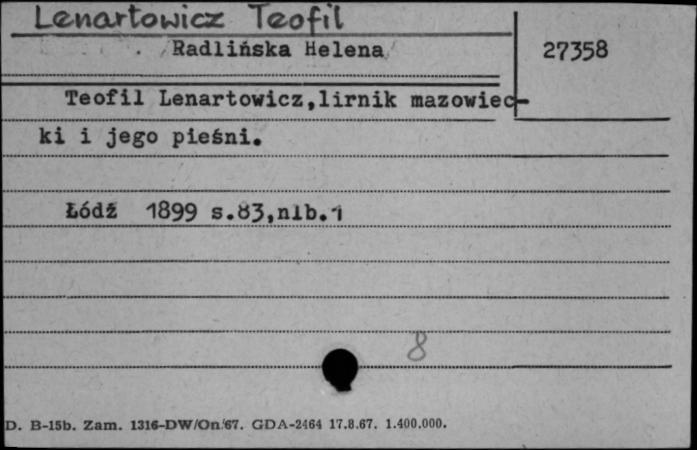 Lenartowicz Teofil
Radlińska Helena
27358
Teofil Lenartowicz,lirnik mazowiec-
ki i jego pieśni.
Łódź 1899 s.83,nlb.1
8
D. B-15b. Zam. 1316-DW/On/67. GDA-2464 17.8.67. 1.400.000.